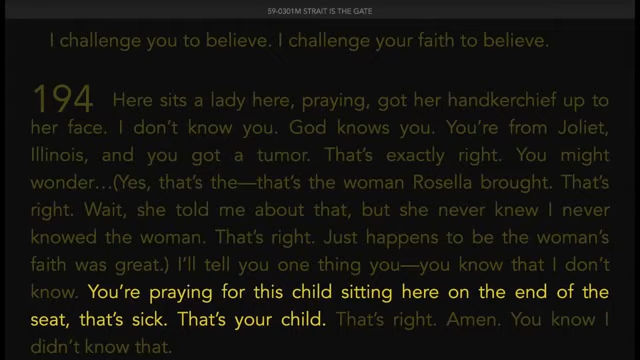 59-0301M STRAIT IS THE GATE
I challenge you to believe. I challenge your faith to believe.
194 Here sits a lady here, praying, got her handkerchief up to
her face. I don't know you. God knows you. You're from Joliet,
Illinois, and you got a tumor. That's exactly right. You might
wonder…(Yes, that's the—that's the woman Rosella brought. That's
right. Wait, she told me about that, but she never knew I never
knowed the woman. That's right. Just happens to be the woman's
faith was great.) I'll tell you one thing you—you know that I don't
know. You're praying for this child sitting here on the end of the
seat, that's sick. That's your child. That's right. Amen. You know I
didn't know that.